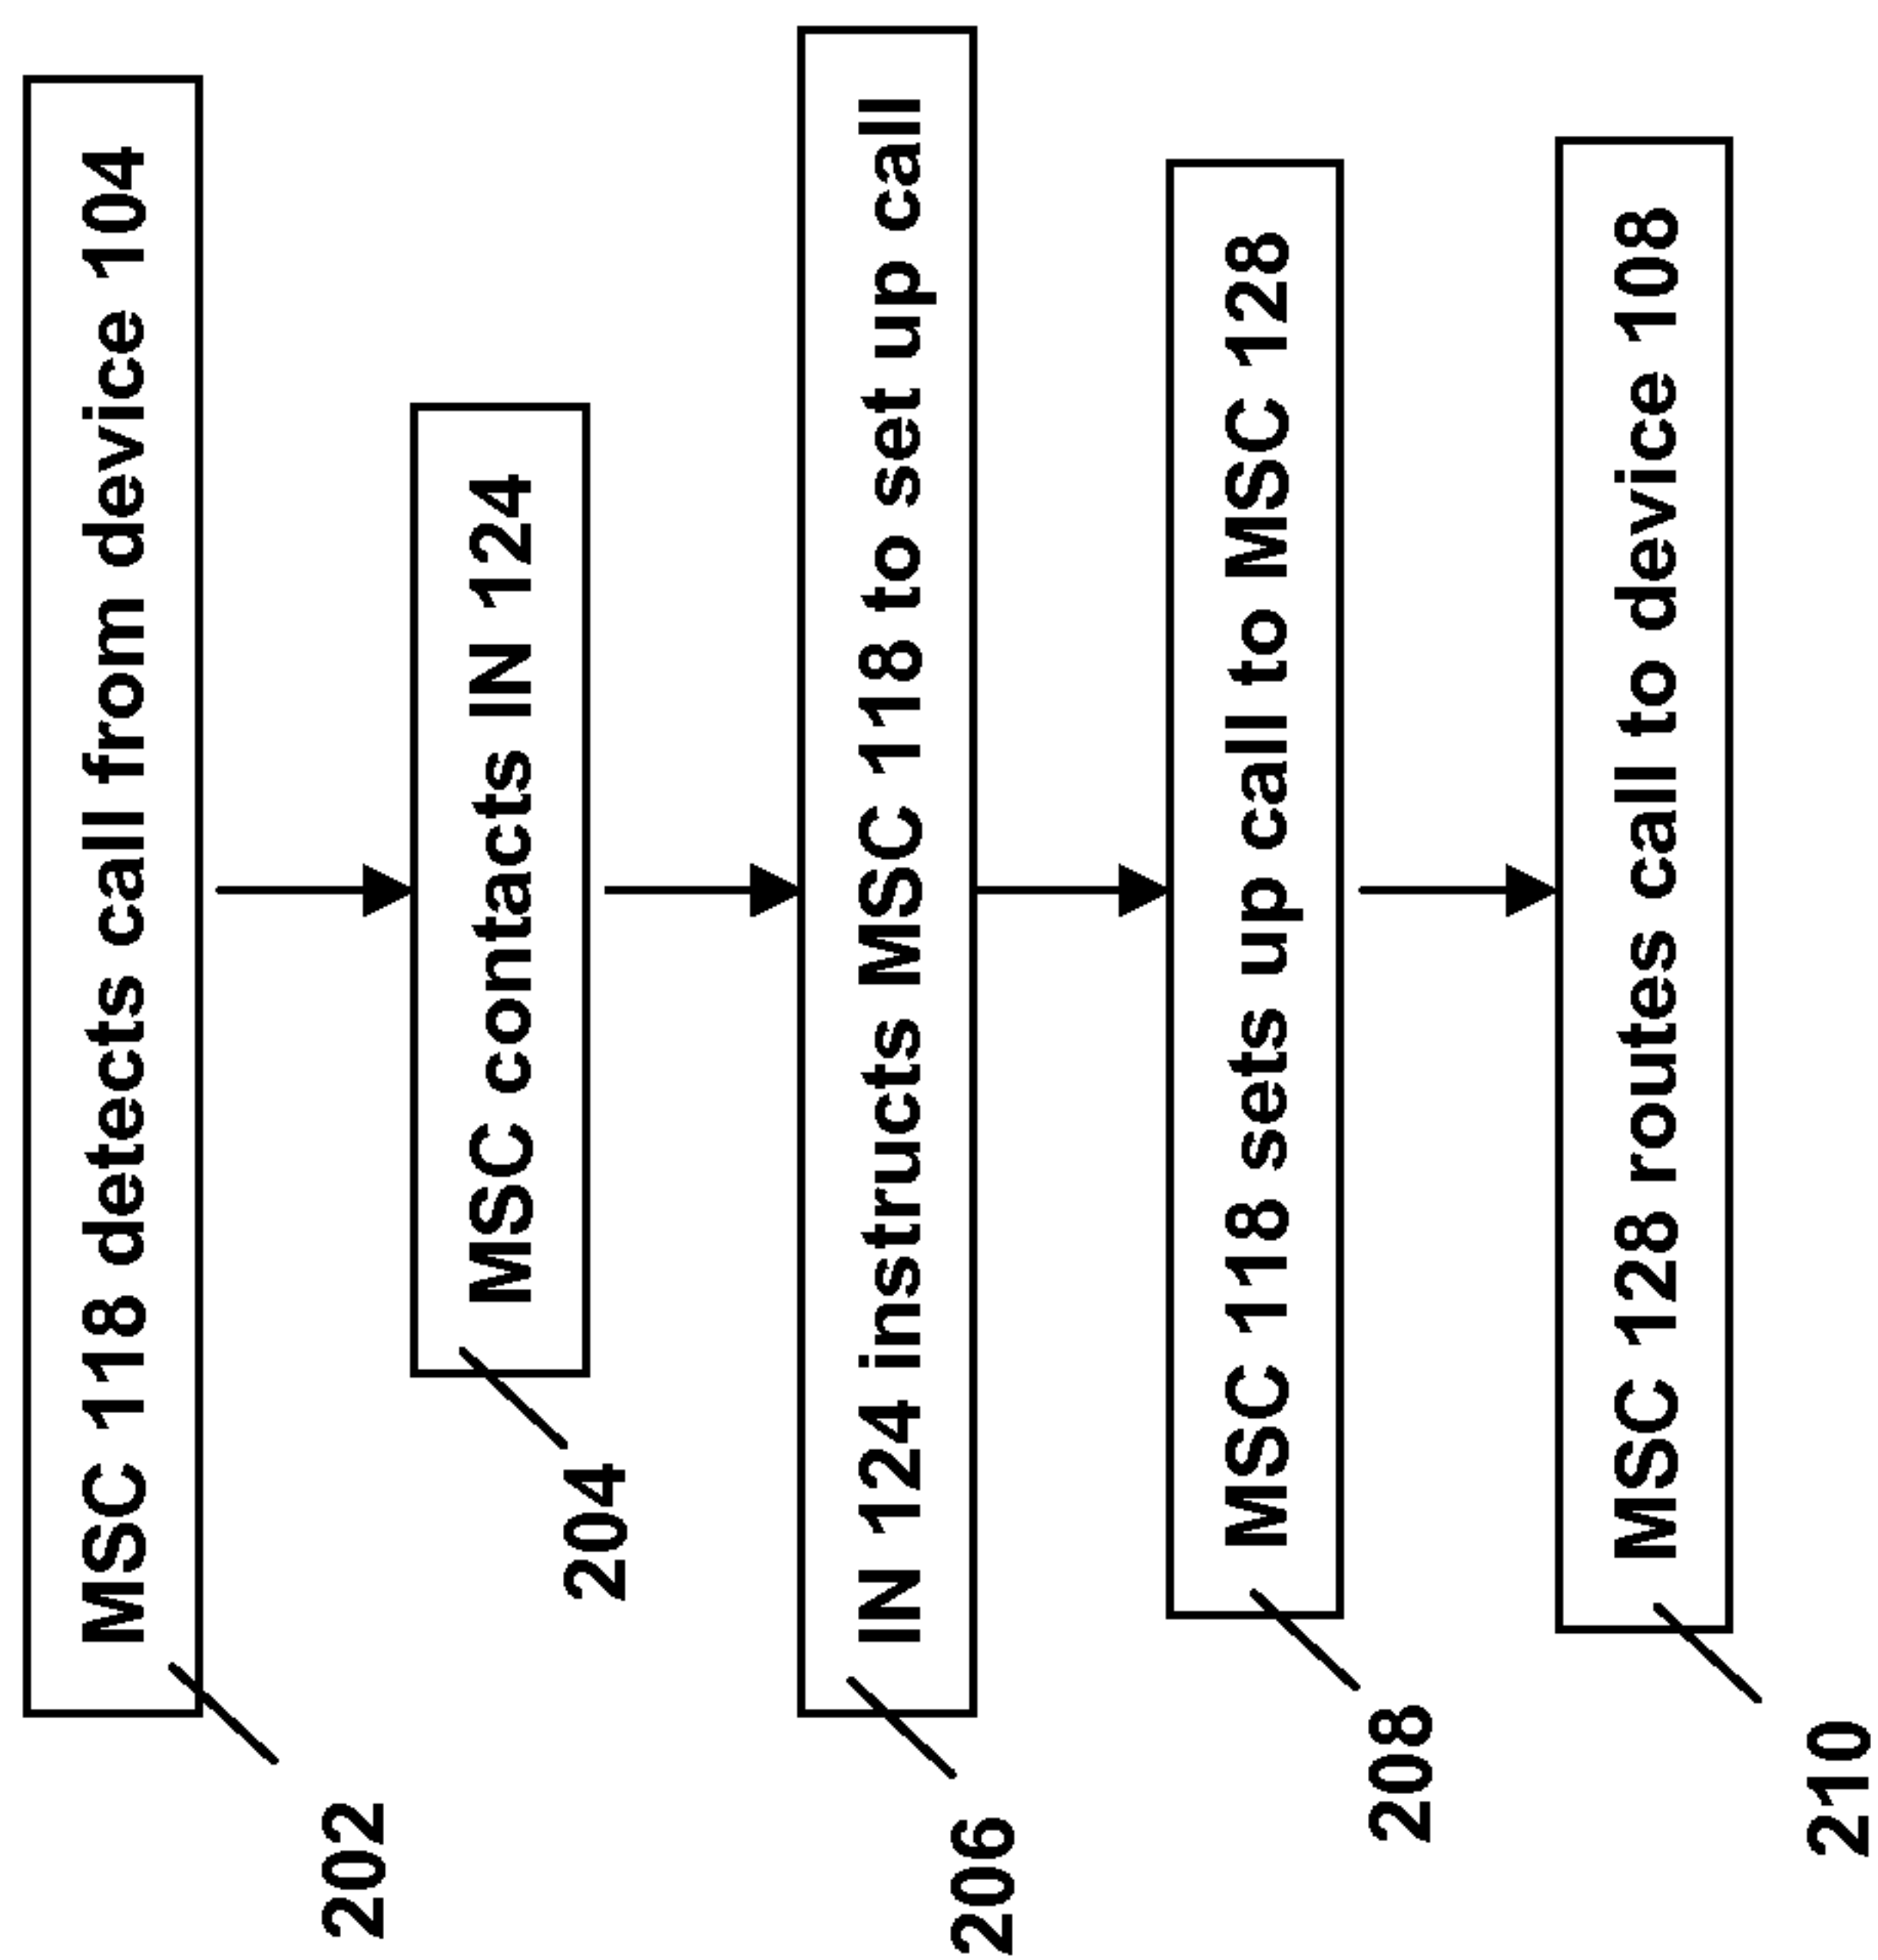 MSC 118 detects call from device 104
202
MSC contacts IN 124
204
IN 124 instructs MSC 118 to set up call
206
MSC 118 sets up call to MSC 128
208
MSC 128 routes call to device 108
210